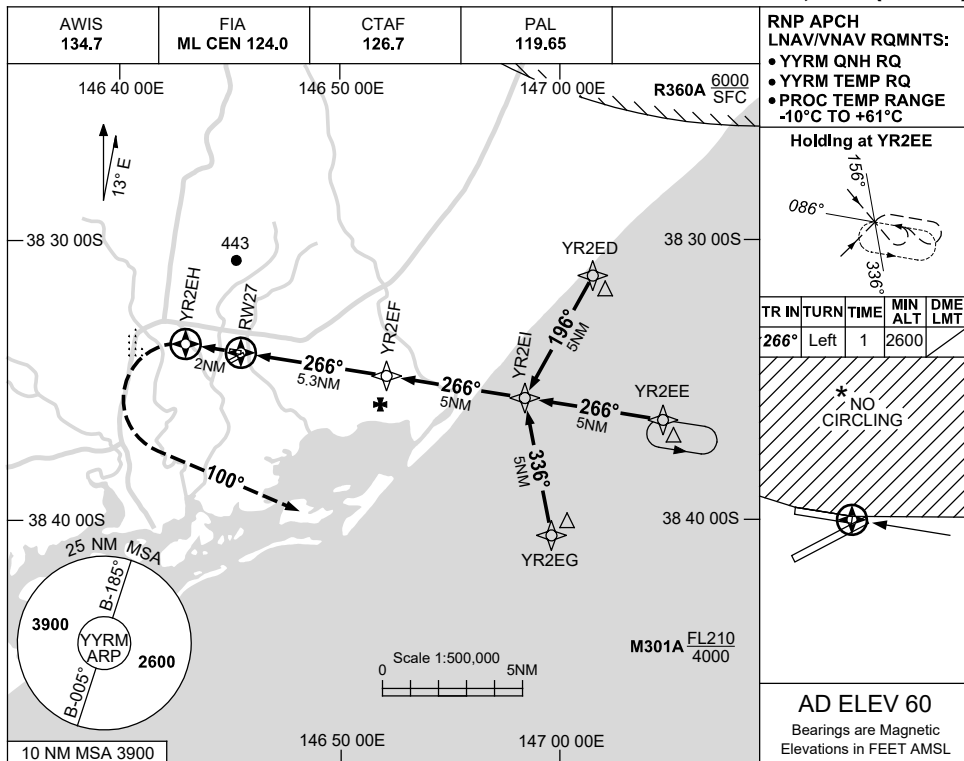 AWIS
134.7
FIA
ML CEN 124.0
CTAF
126.7
PAL
119.65
RNP APCH
LNAV/VNAV RQMNTS:
• YYRM QNH RQ
• YYRM TEMP RQ
• PROC TEMP RANGE
-10°C TO +61°C
146 40 00E
146 50 00E
147 00 00E
R360A 6000
SFC
13° E
Holding at YR2EE
156°
086°
336°
38 30 00S
38 30 00S
443
YR2EH
RW27
YR2EF
YR2EI
YR2ED
YR2EE
YR2EG
196°
5NM
2NM
266°
5.3NM
266°
5NM
266°
5NM
336°
5NM
100°
TR IN
TURN
TIME
MIN
ALT
DME
LMT
266°
Left
1
2600
* NO
CIRCLING
38 40 00S
38 40 00S
25 NM MSA
B-185°
3900
YYRM
ARP
2600
B-005°
10 NM MSA 3900
Scale 1:500,000
0
5NM
M301A FL210
4000
146 50 00E
147 00 00E
AD ELEV 60
Bearings are Magnetic
Elevations in FEET AMSL